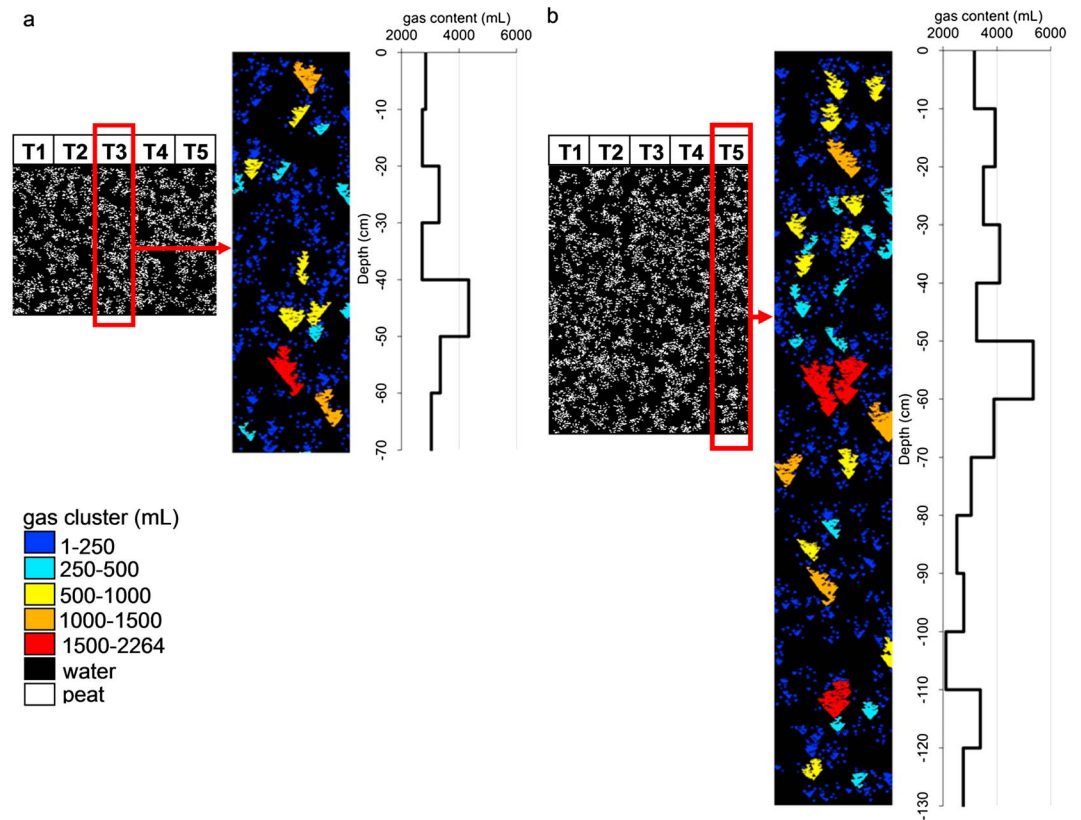 a
gas content (mL)
2000 4000 6000
0
-10
-20
-30
-40
-50
-60
-70
Depth (cm)
T1 T2 T3 T4 T5
b
gas content (mL)
2000 4000 6000
0
-10
-20
-30
-40
-50
-60
-70
-80
-90
-100
-110
-120
-130
Depth (cm)
T1 T2 T3 T4 T5
gas cluster (mL)
1-250
250-500
500-1000
1000-1500
1500-2264
water
peat